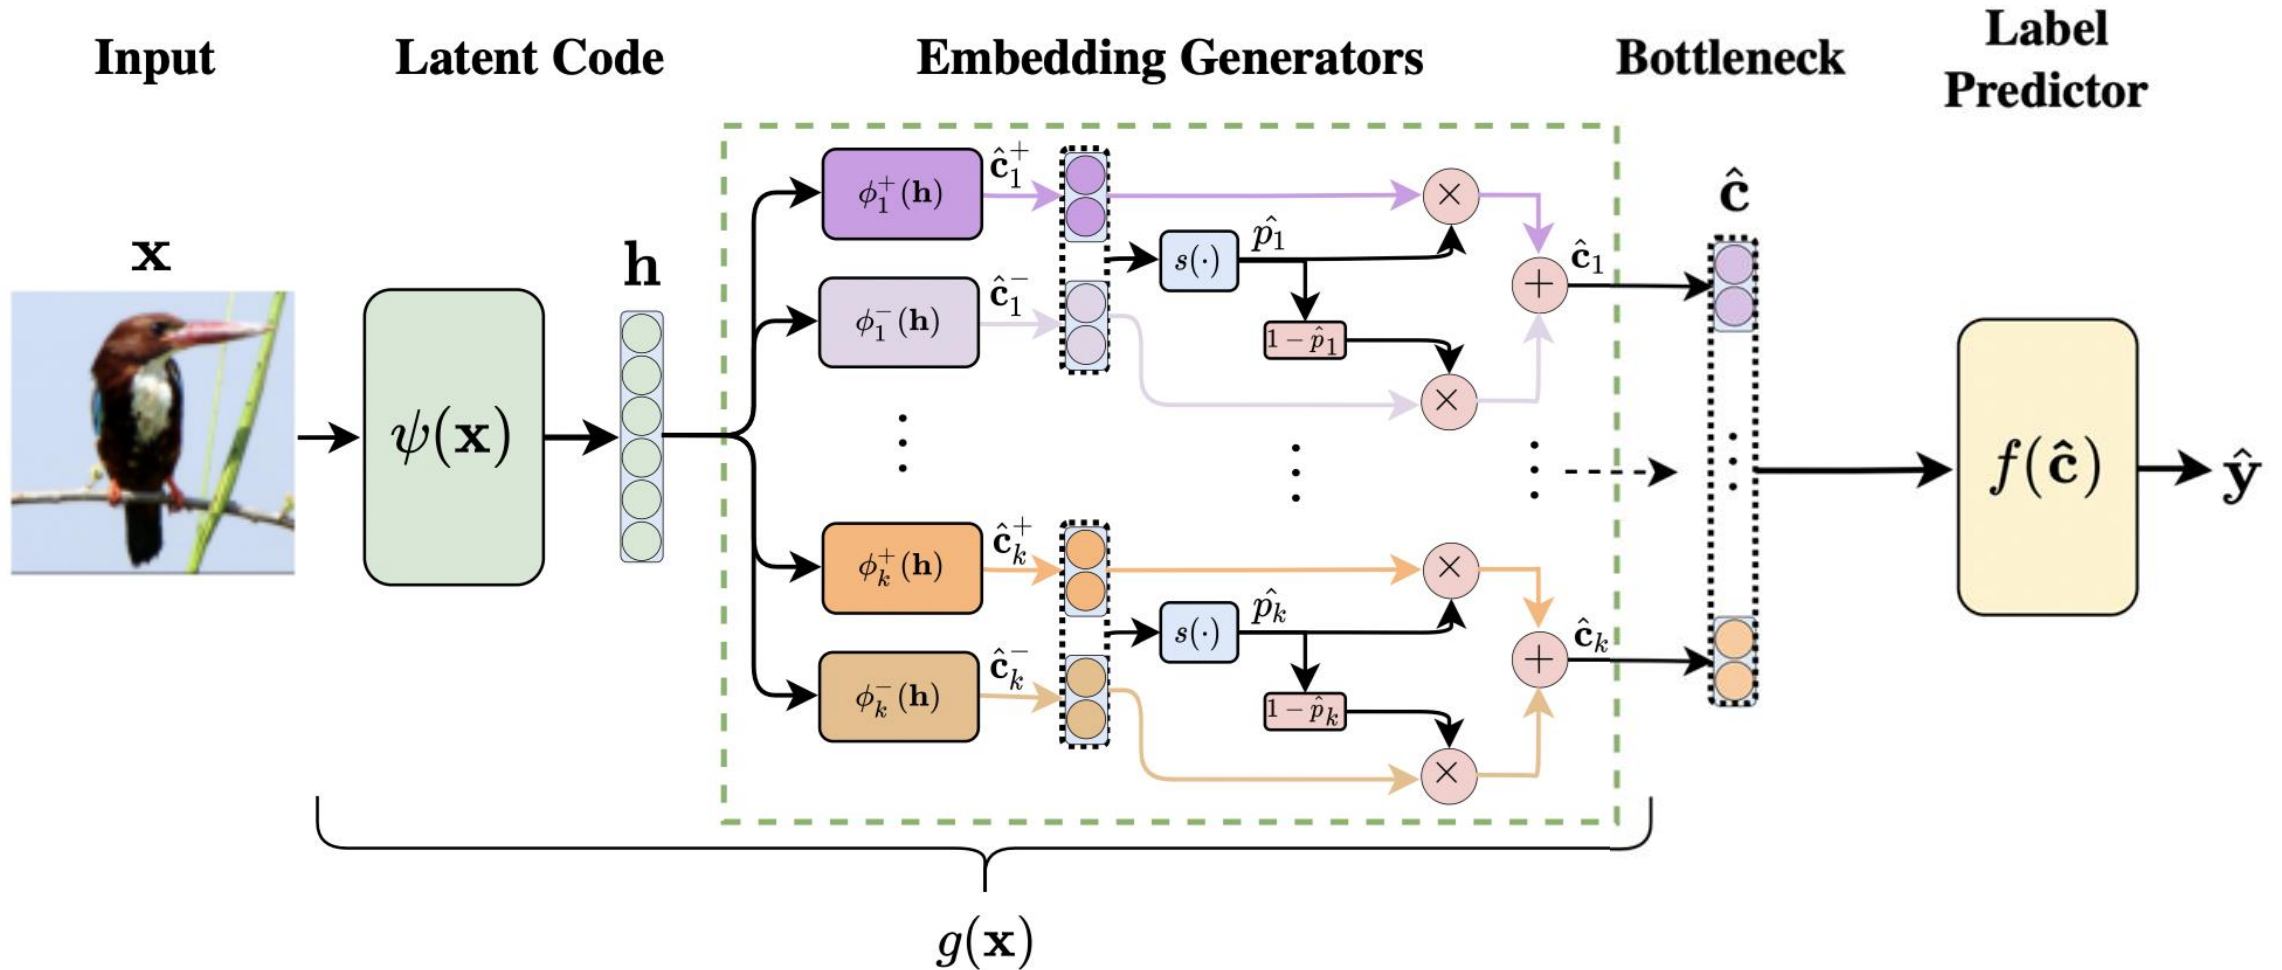 Input
Latent Code
Embedding Generators
Bottleneck
Label
Predictor
x
ψ(x)
h
ϕ₁⁺(h)
ĉ₁⁺
ϕ₁⁻(h)
ĉ₁⁻
s(·)
p̂₁
1 − p̂₁
×
×
+
ĉ₁
⋮
⋮
⋮
ϕₖ⁺(h)
ĉₖ⁺
ϕₖ⁻(h)
ĉₖ⁻
s(·)
p̂ₖ
1 − p̂ₖ
×
×
+
ĉₖ
ĉ
⋮
f(ĉ)
ŷ
g(x)